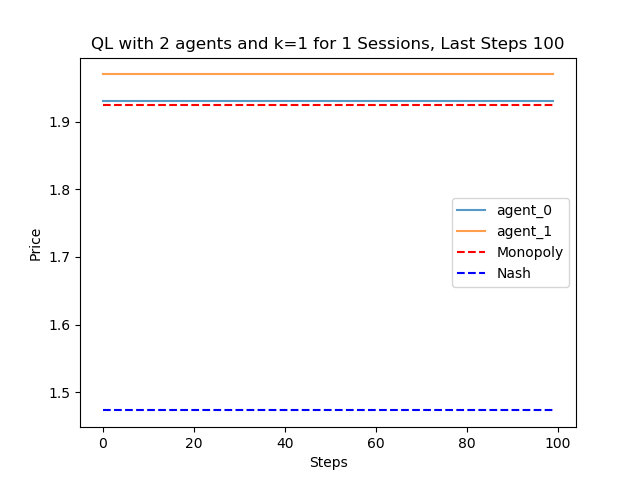 QL with 2 agents and k=1 for 1 Sessions, Last Steps 100
Price
1.9
1.8
1.7
1.6
1.5
agent_0
agent_1
Monopoly
Nash
0 20 40 60 80 100
Steps